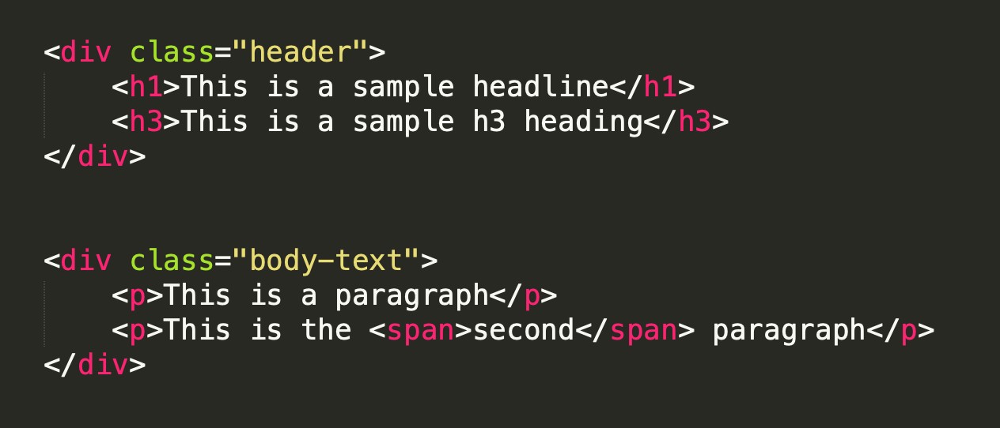 <div class="header">
    <h1>This is a sample headline</h1>
    <h3>This is a sample h3 heading</h3>
</div>
<div class="body-text">
    <p>This is a paragraph</p>
    <p>This is the <span>second</span> paragraph</p>
</div>